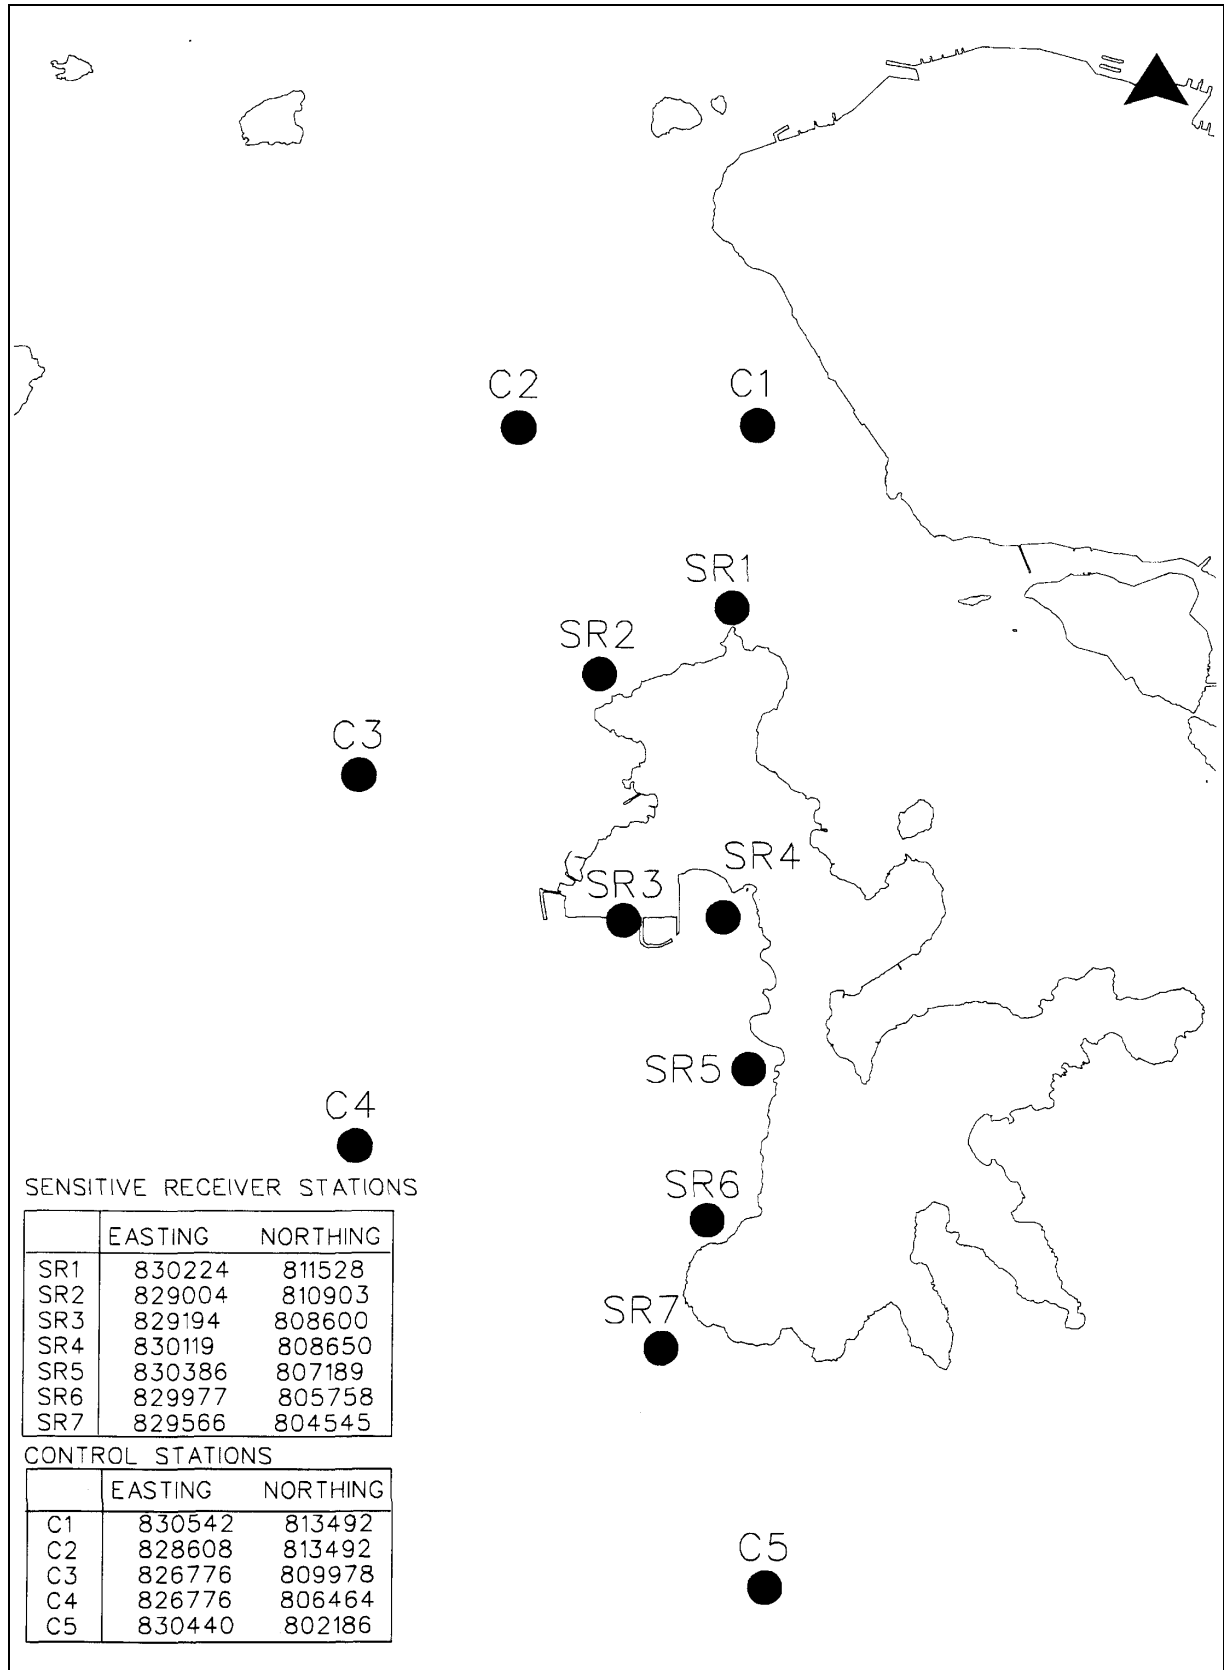 C2
C1
SR1
SR2
C3
SR4
SR3
SR5
C4
SENSITIVE RECEIVER STATIONS
EASTING NORTHING
SR1 830224 811528
SR2 829004 810903
SR3 829194 808600
SR4 830119 808650
SR5 830386 807189
SR6 829977 805758
SR7 829566 804545
SR6
SR7
CONTROL STATIONS
EASTING NORTHING
C1 830542 813492
C2 828608 813492
C3 826776 809978
C4 826776 806464
C5 830440 802186
C5